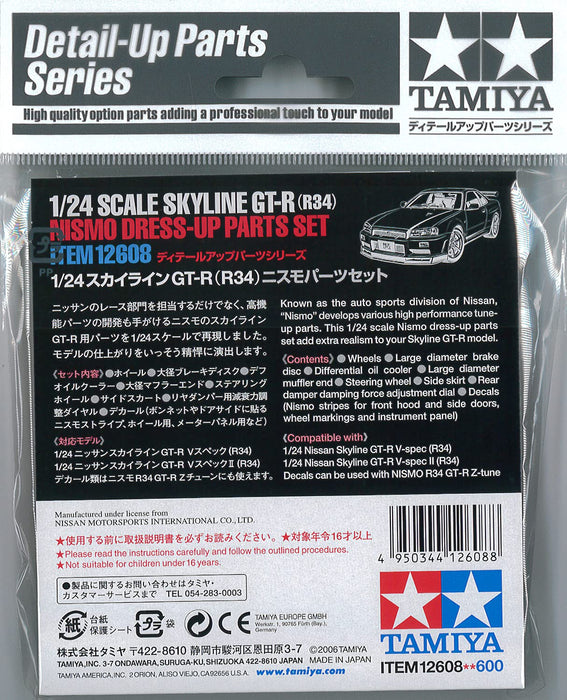 Detail-Up Parts
Series
High quality option parts adding a professional touch to your model
TAMIYA
ディテールアップパーツシリーズ
1/24 SCALE SKYLINE GT-R (R34)
NISMO DRESS-UP PARTS SET
ITEM 12608 ディテールアップパーツシリーズ
1/24スカイラインGT-R(R34)ニスモパーツセット
プラ
PP
ニッサンのレース部門を担当するだけでなく、高機
能パーツの開発も手がけるニスモのスカイライン
GT-R用パーツを1/24スケールで再現しました。
モデルの仕上がりをいっそう精悍に演出します。
《セット内容》●ホイール●大径ブレーキディスク●デフ
オイルクーラー●大径マフラーエンド●ステアリング
ホイール●サイドスカート●リヤダンパー用減衰力調
整ダイヤル●デカール(ボンネットやドアサイドに貼る
ニスモストライプ、ホイール用、メーターパネル用など)
《対応モデル》
1/24 ニッサンスカイライン GT-R Vスペック(R34)
1/24 ニッサンスカイライン GT-R VスペックⅡ(R34)
デカール類はニスモR34 GT-R Zチューンにも使えます。
Known as the auto sports division of Nissan,
"Nismo" develops various high performance tune-
up parts. This 1/24 scale Nismo dress-up parts
set add extra realism to your Skyline GT-R model.
《Contents》 ● Wheels ● Large diameter brake
disc ● Differential oil cooler ● Large diameter
muffler end ● Steering wheel ● Side skirt ● Rear
damper damping force adjustment dial ● Decals
(Nismo stripes for front hood and side doors,
wheel markings and instrument panel)
《Compatible with》
1/24 Nissan Skyline GT-R V-spec (R34)
1/24 Nissan Skyline GT-R V-spec II (R34)
Decals can be used with NISMO R34 GT-R Z-tune
Manufactured under license from
NISSAN MOTORSPORTS INTERNATIONAL CO., LTD.
★使用する前に取扱説明書を必ずお読みください。★対象年令16才以上
★Please read the instructions carefully and follow the outlined procedures.
★Not suitable for children under 16 years.
●製品に関するお問い合わせはタミヤ・
カスタマーサービスまで TEL 054-283-0003
紙 台紙
保護シート
プラ 袋
CE
TAMIYA EUROPE GMBH
Werkstr. 1, 90765 Fürth (Bay.),
Germany
株式会社タミヤ 〒422-8610 静岡市駿河区恩田原3-7
©2006TAMIYA
TAMIYA, INC. 3-7 ONDAWARA, SURUGA-KU, SHIZUOKA 422-8610 JAPAN
TAMIYA AMERICA, INC. 2 ORION, ALISO VIEJO, CA 92656 U.S.A.
4 950344 126088
TAMIYA
ITEM 12608**600